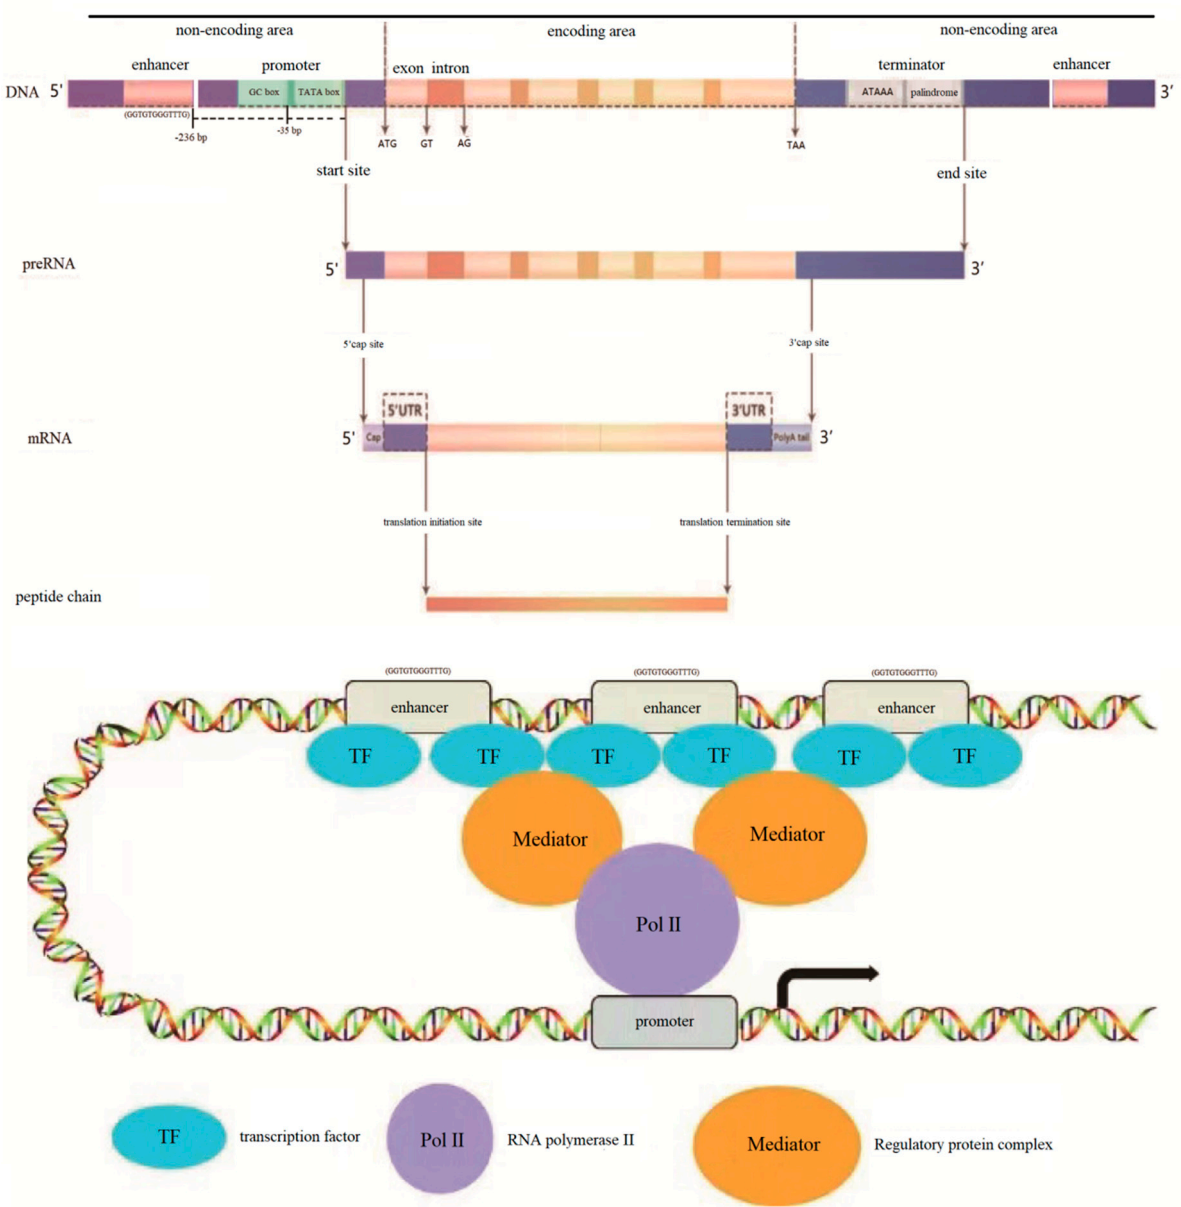 non-encoding area encoding area non-encoding area
enhancer promoter exon intron terminator enhancer
DNA 5' GC box TATA box ATAAA palindrome 3'
(GGTGTGGGTTTG)
-236 bp -35 bp ATG GT AG TAA
start site end site
preRNA 5' 3'
5'cap site 3'cap site
5'UTR 3'UTR
mRNA 5' Cap PolyA tail 3'
translation initiation site translation termination site
peptide chain
(GGTGTGGGTTTG) (GGTGTGGGTTTG) (GGTGTGGGTTTG)
enhancer enhancer enhancer
TF TF TF TF TF TF
Mediator Mediator
Pol II
promoter
TF transcription factor Pol II RNA polymerase II Mediator Regulatory protein complex